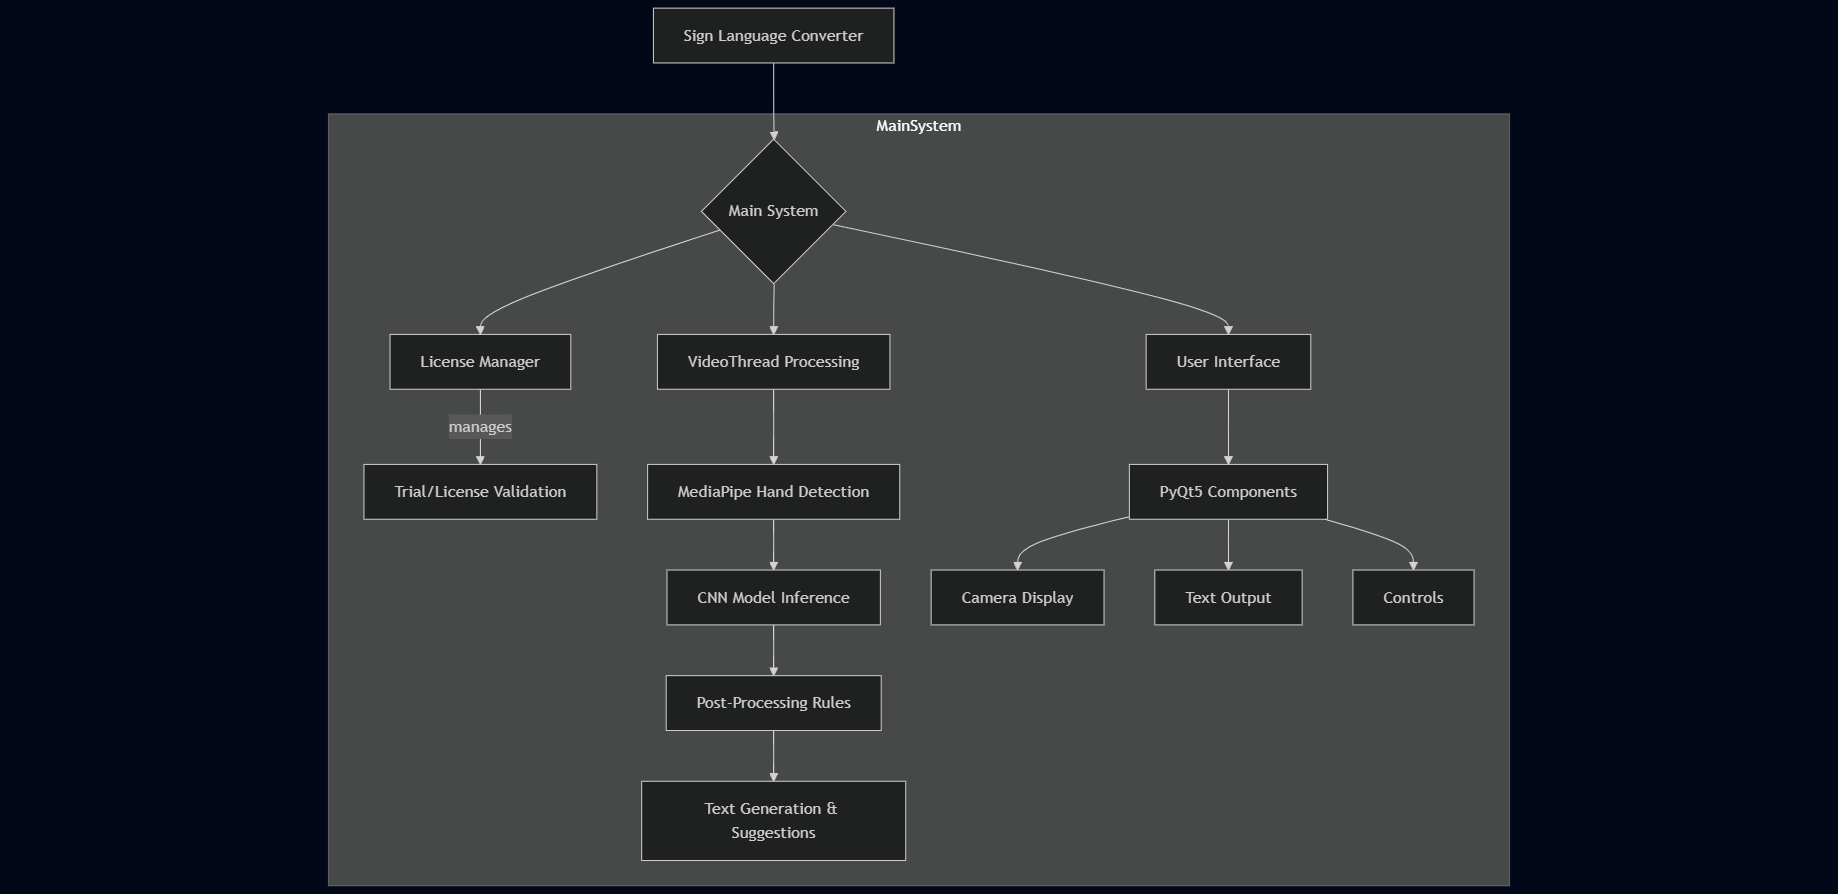 Sign Language Converter
MainSystem
Main System
License Manager
VideoThread Processing
User Interface
manages
Trial/License Validation
MediaPipe Hand Detection
PyQt5 Components
CNN Model Inference
Camera Display
Text Output
Controls
Post-Processing Rules
Text Generation &
Suggestions